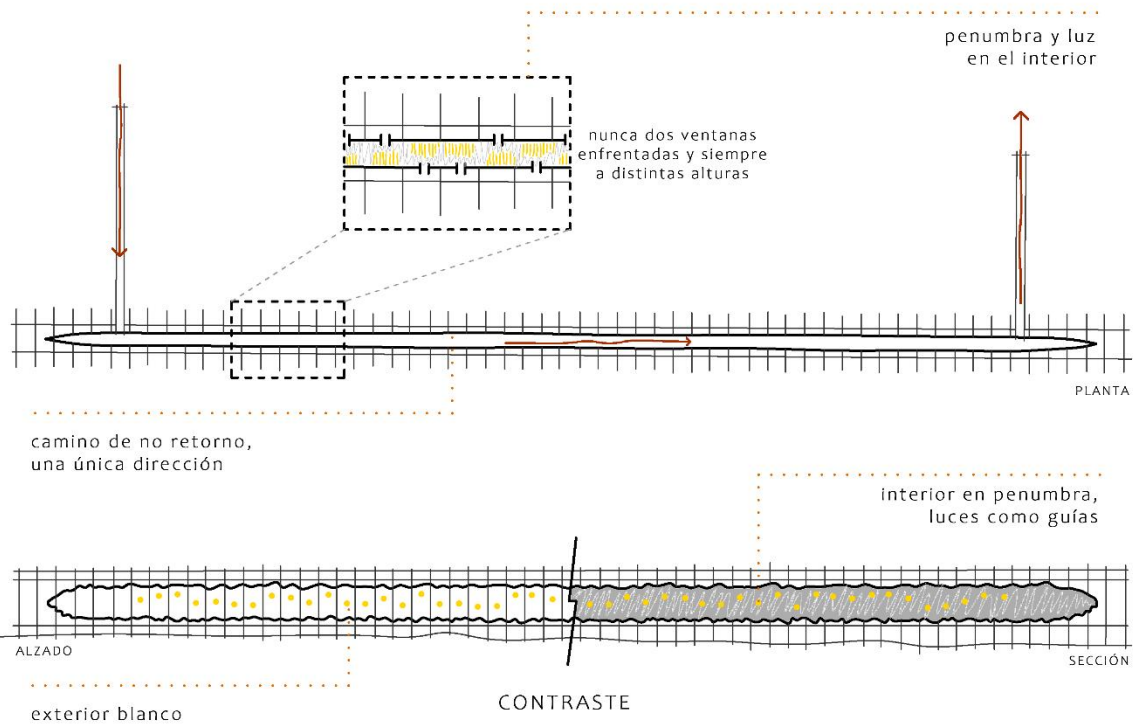 penumbra y luz
en el interior
nunca dos ventanas
enfrentadas y siempre
a distintas alturas
PLANTA
camino de no retorno,
una única dirección
interior en penumbra,
luces como guías
ALZADO
SECCIÓN
CONTRASTE
exterior blanco